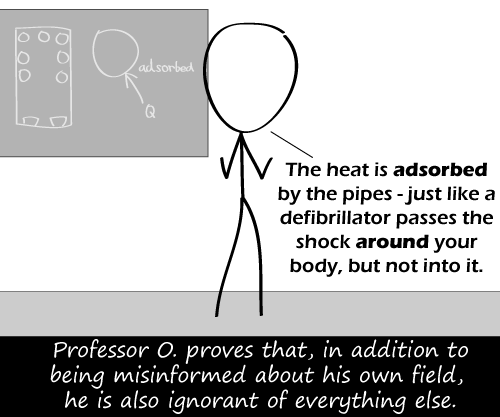 adsorbed
Q
The heat is adsorbed
by the pipes - just like a
defibrillator passes the
shock around your
body, but not into it.
Professor O. proves that, in addition to
being misinformed about his own field,
he is also ignorant of everything else.